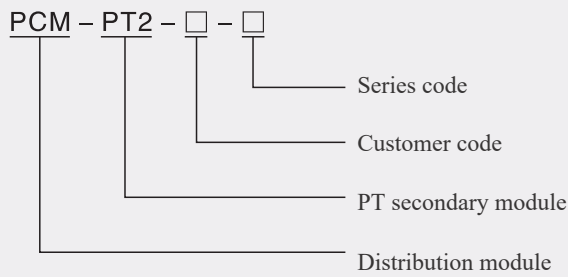 PCM – PT2 – □ – □
Series code
Customer code
PT secondary module
Distribution module